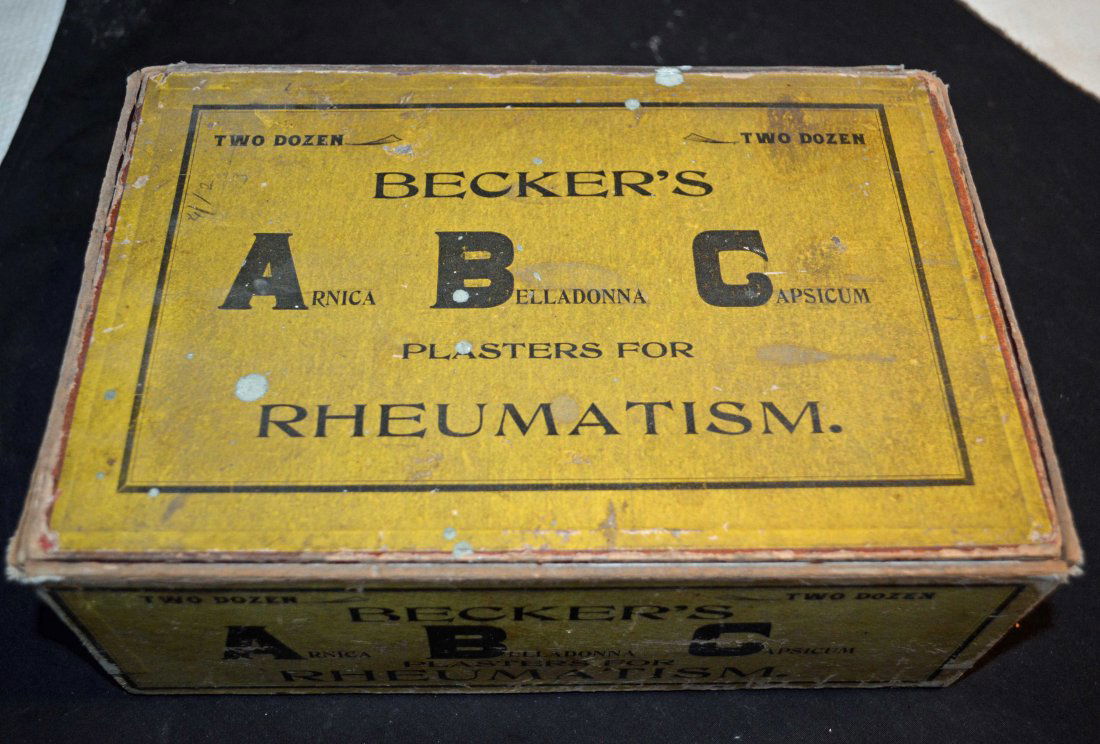 TWO DOZEN TWO DOZEN
BECKER'S
ARNICA BELLADONNA CAPSICUM
PLASTERS FOR
RHEUMATISM.
TWO DOZEN TWO DOZEN
BECKER'S
ARNICA BELLADONNA CAPSICUM
PLASTERS FOR
RHEUMATISM.